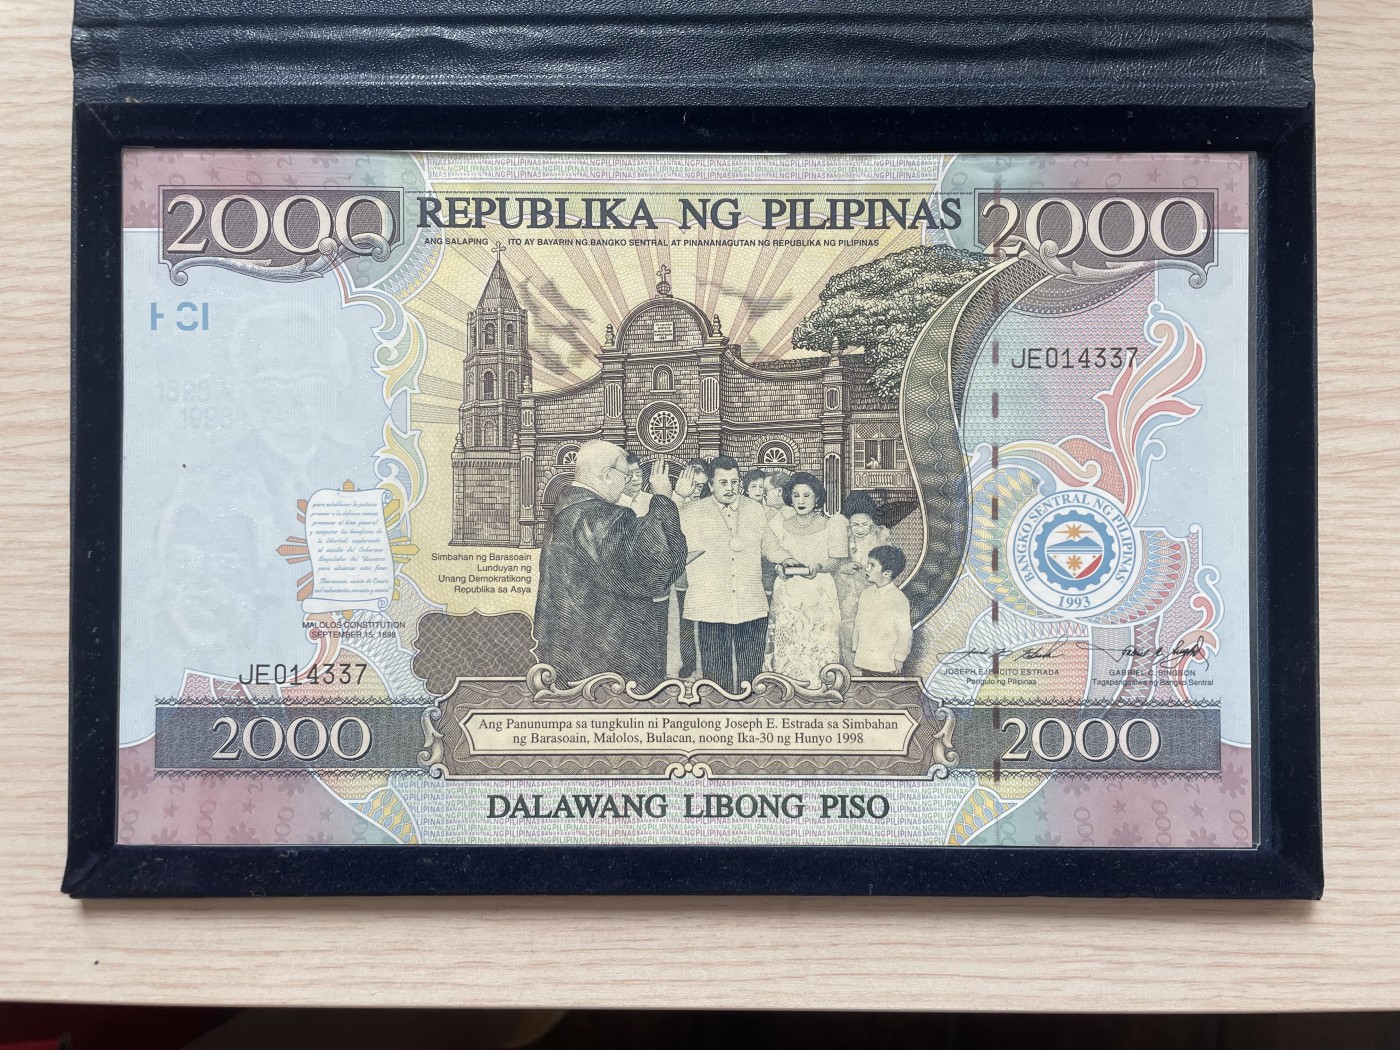 2000
REPUBLIKA NG PILIPINAS
2000
ANG SALAPING ITO AY BAYARIN NG BANGKO SENTRAL AT PINANANAGUTAN NG REPUBLIKA NG PILIPINAS
1898
1998
JE014337
BANGKO SENTRAL NG PILIPINAS
1993
Simbahan ng Barasoain
Lunduyan ng
Unang Demokratikong
Republika sa Asya
MALOLOS CONSTITUTION
SEPTEMBER 15, 1898
JE014337
JOSEPH EJERCITO ESTRADA
Pangulo ng Pilipinas
GABRIEL C. SINGSON
Tagapangasiwa ng Bangko Sentral
2000
Ang Panunumpa sa tungkulin ni Pangulong Joseph E. Estrada sa Simbahan
ng Barasoain, Malolos, Bulacan, noong Ika-30 ng Hunyo 1998
2000
DALAWANG LIBONG PISO